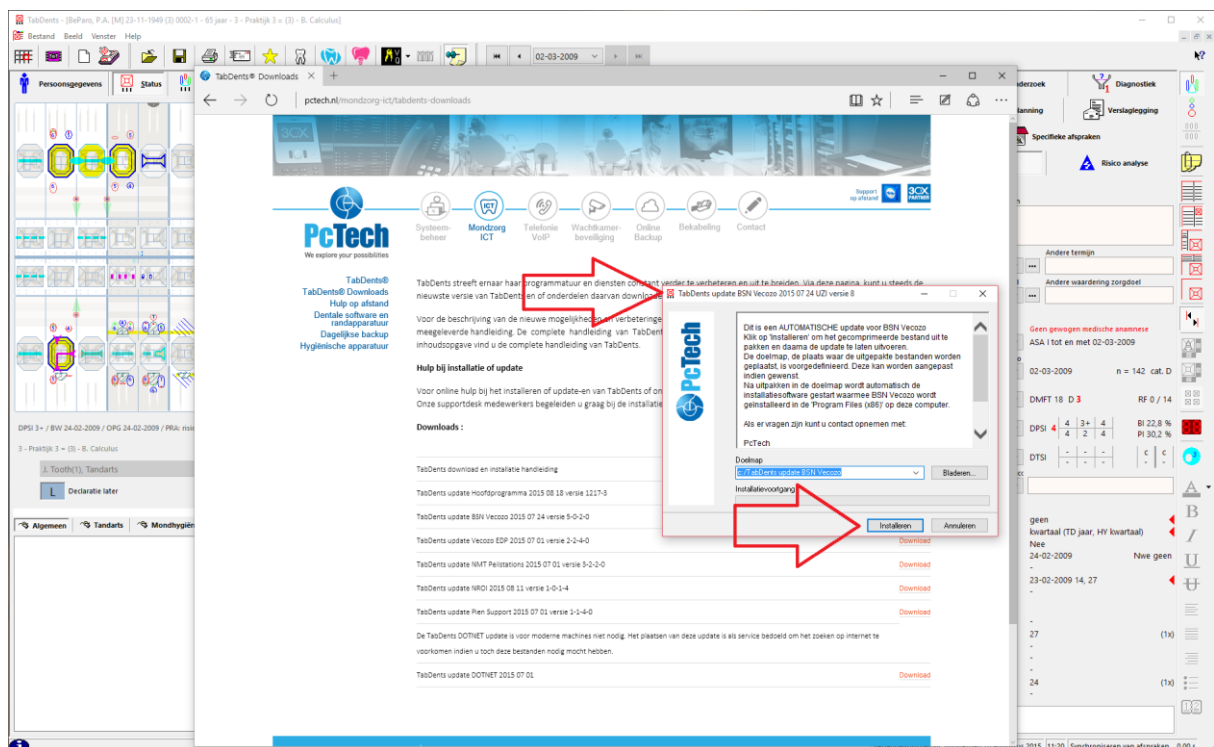 TabDents - [BeParo, P.A. [M] 23-11-1949 (3) 0002-1 - 65 jaar - 3 - Praktijk 3 = (3) - B. Calculus]
Bestand Beeld Venster Help
02-03-2009
Persoonsgegevens Status
TabDents® Downloads
pctech.nl/mondzorg-ict/tabdents-downloads
Diagnostiek
Verslaglegging
Specifieke afspraken
Risico analyse
3CX
Support op afstand
3CX PARTNER
PcTech
We explore your possibilities
Systeem-
beheer
Mondzorg
ICT
Telefonie
VoIP
Wachtkamer-
beveiliging
Online
Backup
Bekabeling
Contact
TabDents®
TabDents® Downloads
Hulp op afstand
Dentale software en
randapparatuur
Dagelijkse backup
Hygiënische apparatuur
TabDents streeft ernaar haar programmatuur en diensten constant verder te verbeteren en uit te breiden. Via deze pagina kunt u steeds de
nieuwste versie van TabDents en of onderdelen daarvan
Voor de beschrijving van de nieuwe mogelijkheden en
meegeleverde handleiding. De complete handleiding van
inhoudsopgave vind u de complete handleiding van TabDents.
Hulp bij installatie of update
Voor online hulp bij het installeren of update-en van TabDents of
Onze supportdesk medewerkers begeleiden u graag bij de
Downloads :
TabDents download en installatie handleiding
TabDents update Hoofdprogramma 2015 08 18 versie 1217-3
TabDents update BSN Vecozo 2015 07 24 versie 5-0-2-0
TabDents update Vecozo EDP 2015 07 01 versie 2-2-4-0 Download
TabDents update NMT Peilstations 2015 07 01 versie 3-2-2-0 Download
TabDents update NROI 2015 08 11 versie 1-0-1-4 Download
TabDents update Pien Support 2015 07 01 versie 1-1-4-0 Download
De TabDents DOTNET update is voor moderne machines niet nodig. Het plaatsen van deze update is als service bedoeld om het zoeken op internet te
voorkomen indien u toch deze bestanden nodig mocht hebben.
TabDents update DOTNET 2015 07 01 Download
TabDents update BSN Vecozo 2015 07 24 UZI versie 8
PcTech
Dit is een AUTOMATISCHE update voor BSN Vecozo
Klik op 'Installeren' om het gecomprimeerde bestand uit te
pakken en daarna de update te laten uitvoeren.
De doelmap, de plaats waar de uitgepakte bestanden worden
geplaatst, is voorgedefinieerd. Deze kan worden aangepast
indien gewenst.
Na uitpakken in de doelmap wordt automatisch de
installatiesoftware gestart waarmee BSN Vecozo wordt
geïnstalleerd in de 'Program Files (x86)' op deze computer.
Als er vragen zijn kunt u contact opnemen met:
PcTech
Doelmap
c:/TabDents update BSN Vecozo
Bladeren...
Installatievoortgang
Installeren Annuleren
Andere termijn
Andere waardering zorgdoel
Geen gewogen medische anamnese
ASA I tot en met 02-03-2009
02-03-2009 n = 142 cat. D
DMFT 18 D 3 RF 0 / 14
DPSI 4 4 3+ 4 BI 22,8 %
4 2 4 PI 30,2 %
DTSI - - - c c
geen
kwartaal (TD jaar, HY kwartaal)
Nee
24-02-2009 Nwe geen
-
23-02-2009 14, 27
-
27 (1x)
24 (1x)
DPSI 3+ / BW 24-02-2009 / OPG 24-02-2009 / PRA:
3 - Praktijk 3 = (3) - B. Calculus
J. Tooth(1), Tandarts
L Declaratie later
Algemeen Tandarts
2015 11:20 Synchroniseren van afspraken 0.00 s